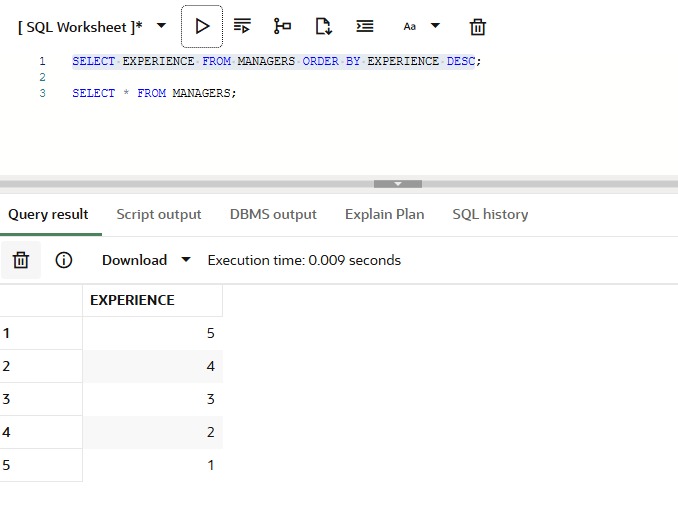 [ SQL Worksheet ]* Aa
1 SELECT EXPERIENCE FROM MANAGERS ORDER BY EXPERIENCE DESC;
2
3 SELECT * FROM MANAGERS;
Query result Script output DBMS output Explain Plan SQL history
Download Execution time: 0.009 seconds
EXPERIENCE
1 5
2 4
3 3
4 2
5 1